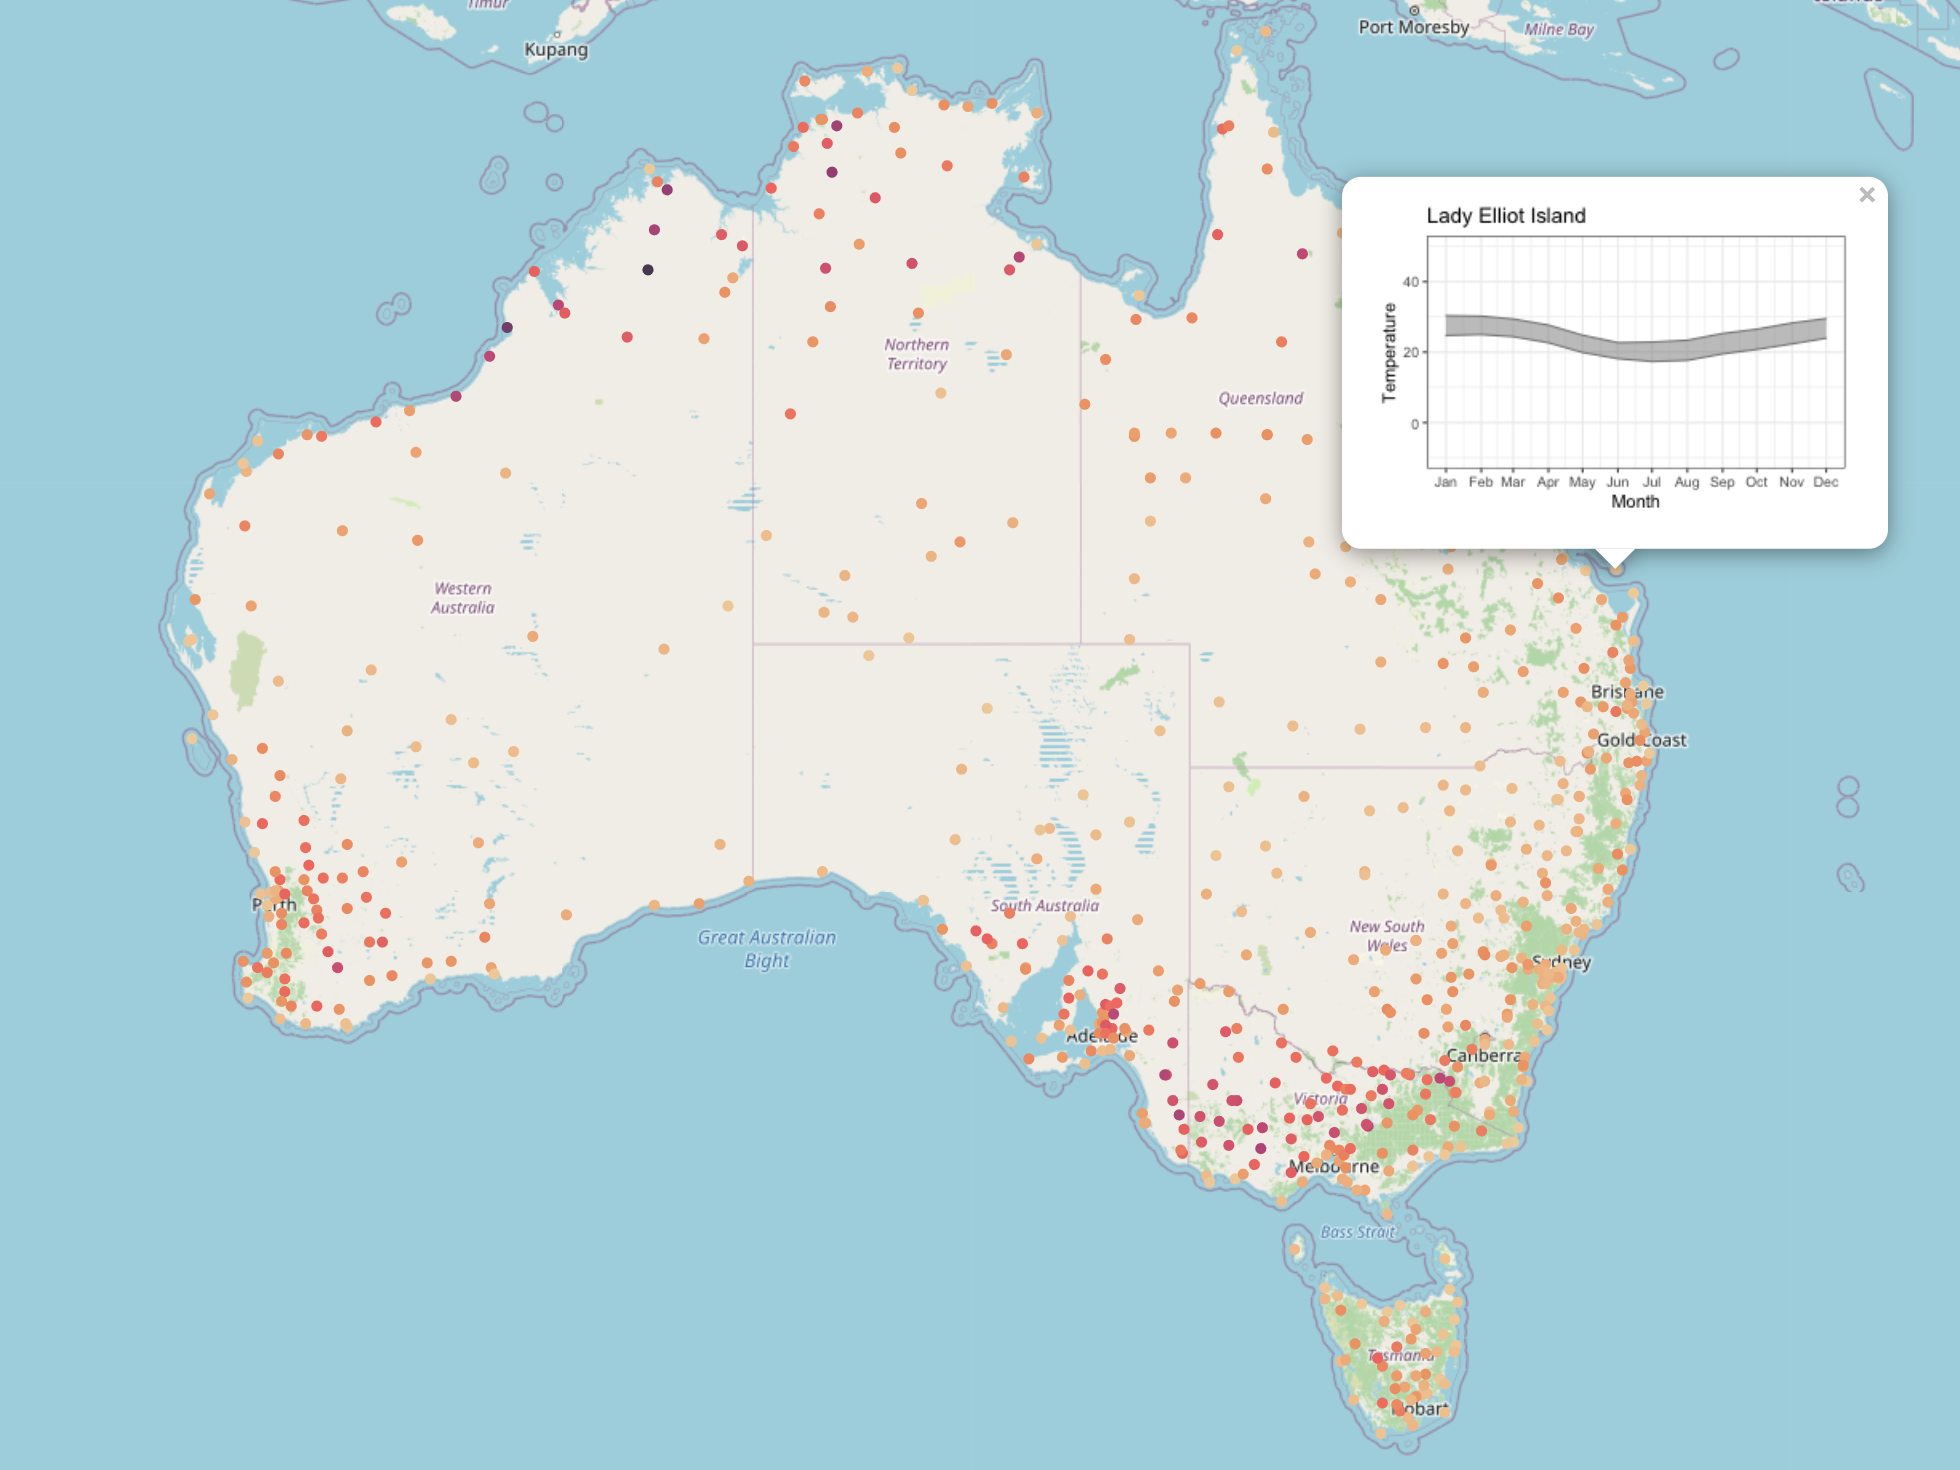 Timur
Kupang
Port Moresby
Milne Bay
Lady Elliot Island
×
40
20
0
Temperature
Jan Feb Mar Apr May Jun Jul Aug Sep Oct Nov Dec
Month
Northern
Territory
Queensland
Western
Australia
Brisbane
Gold Coast
Perth
South Australia
New South
Wales
Great Australian
Bight
Sydney
Adelaide
Canberra
Victoria
Melbourne
Bass Strait
Tasmania
Hobart